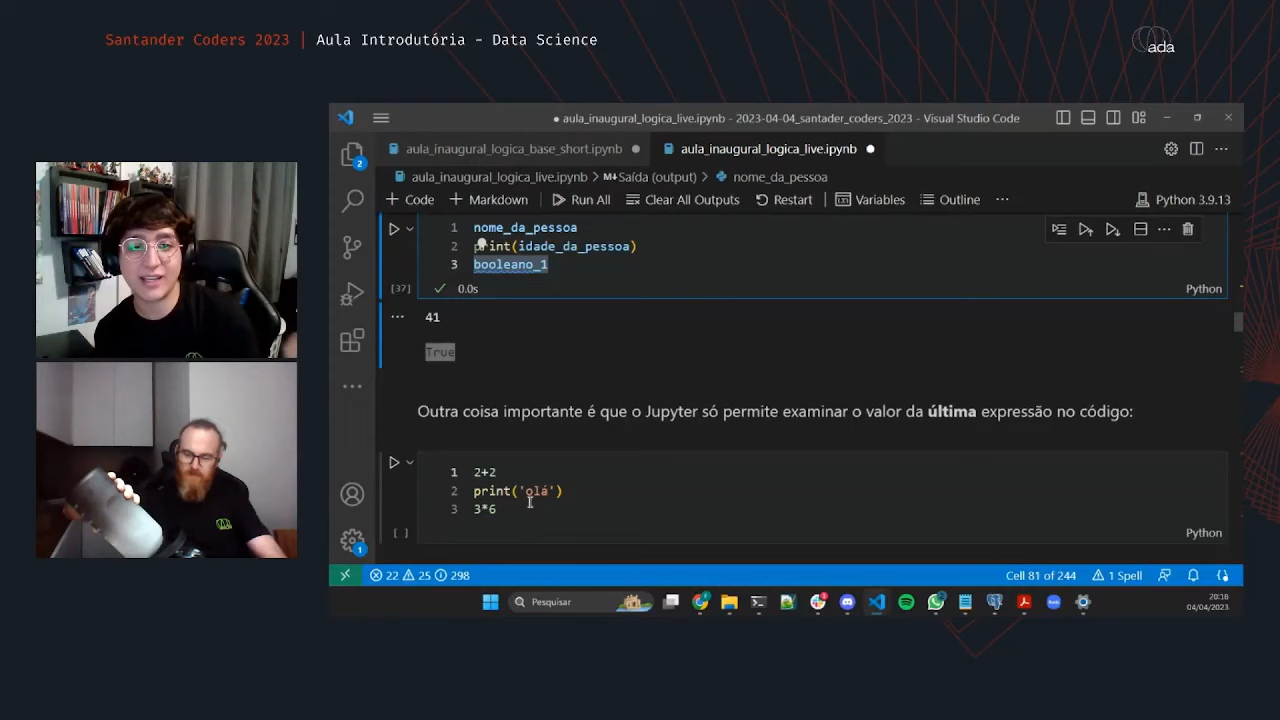 Santander Coders 2023 | Aula Introdutória - Data Science
ada
● aula_inaugural_logica_live.ipynb - 2023-04-04_santader_coders_2023 - Visual Studio Code
aula_inaugural_logica_base_short.ipynb ●
aula_inaugural_logica_live.ipynb ●
aula_inaugural_logica_live.ipynb > M↓Saída (output) > nome_da_pessoa
+ Code + Markdown Run All Clear All Outputs Restart Variables Outline ... Python 3.9.13
1 nome_da_pessoa
2 print(idade_da_pessoa)
3 booleano_1
[37] ✓ 0.0s Python
... 41
True
Outra coisa importante é que o Jupyter só permite examinar o valor da última expressão no código:
1 2+2
2 print('olá')
3 3*6
[ ] Python
2
1
22 25 298 Cell 81 of 244 1 Spell
Pesquisar
20:18
04/04/2023